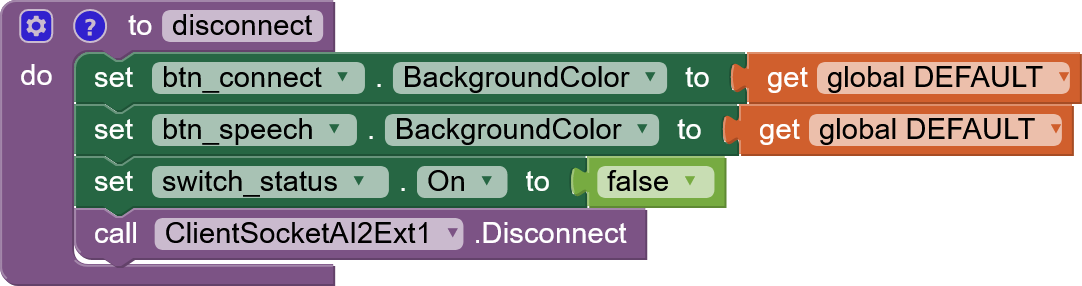 ? to disconnect
do set btn_connect . BackgroundColor to get global DEFAULT
set btn_speech . BackgroundColor to get global DEFAULT
set switch_status . On to false
call ClientSocketAI2Ext1 .Disconnect